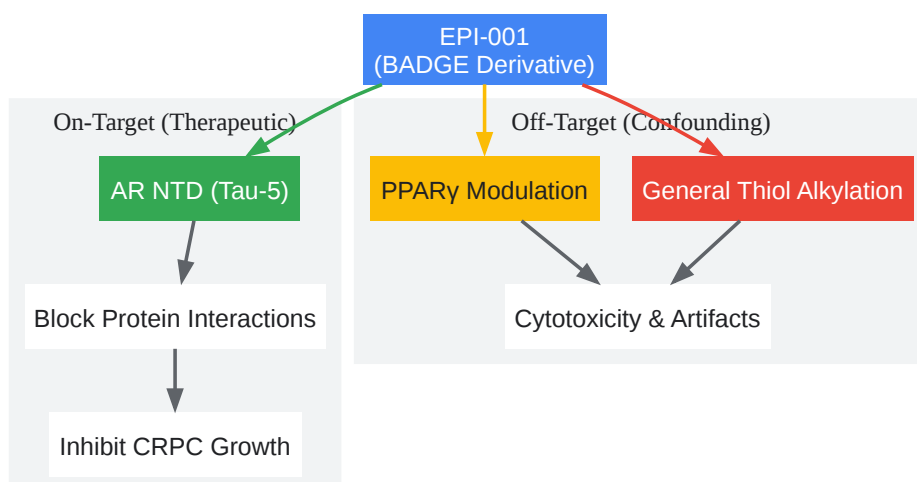 EPI-001
(BADGE Derivative)
On-Target (Therapeutic)
Off-Target (Confounding)
AR NTD (Tau-5)
PPARγ Modulation
General Thiol Alkylation
Block Protein Interactions
Cytotoxicity & Artifacts
Inhibit CRPC Growth